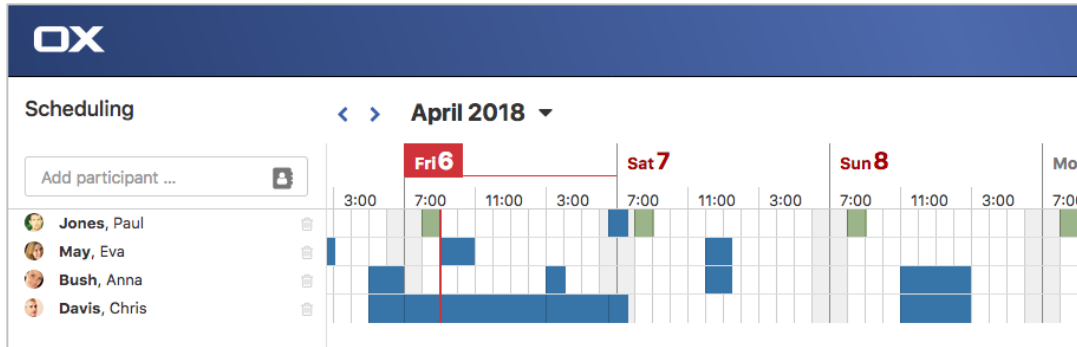 OX
Scheduling
April 2018
Add participant ...
Fri 6
Sat 7
Sun 8
Mo
3:00 7:00 11:00 3:00 7:00 11:00 3:00 7:00 11:00 3:00 7:0
Jones, Paul
May, Eva
Bush, Anna
Davis, Chris